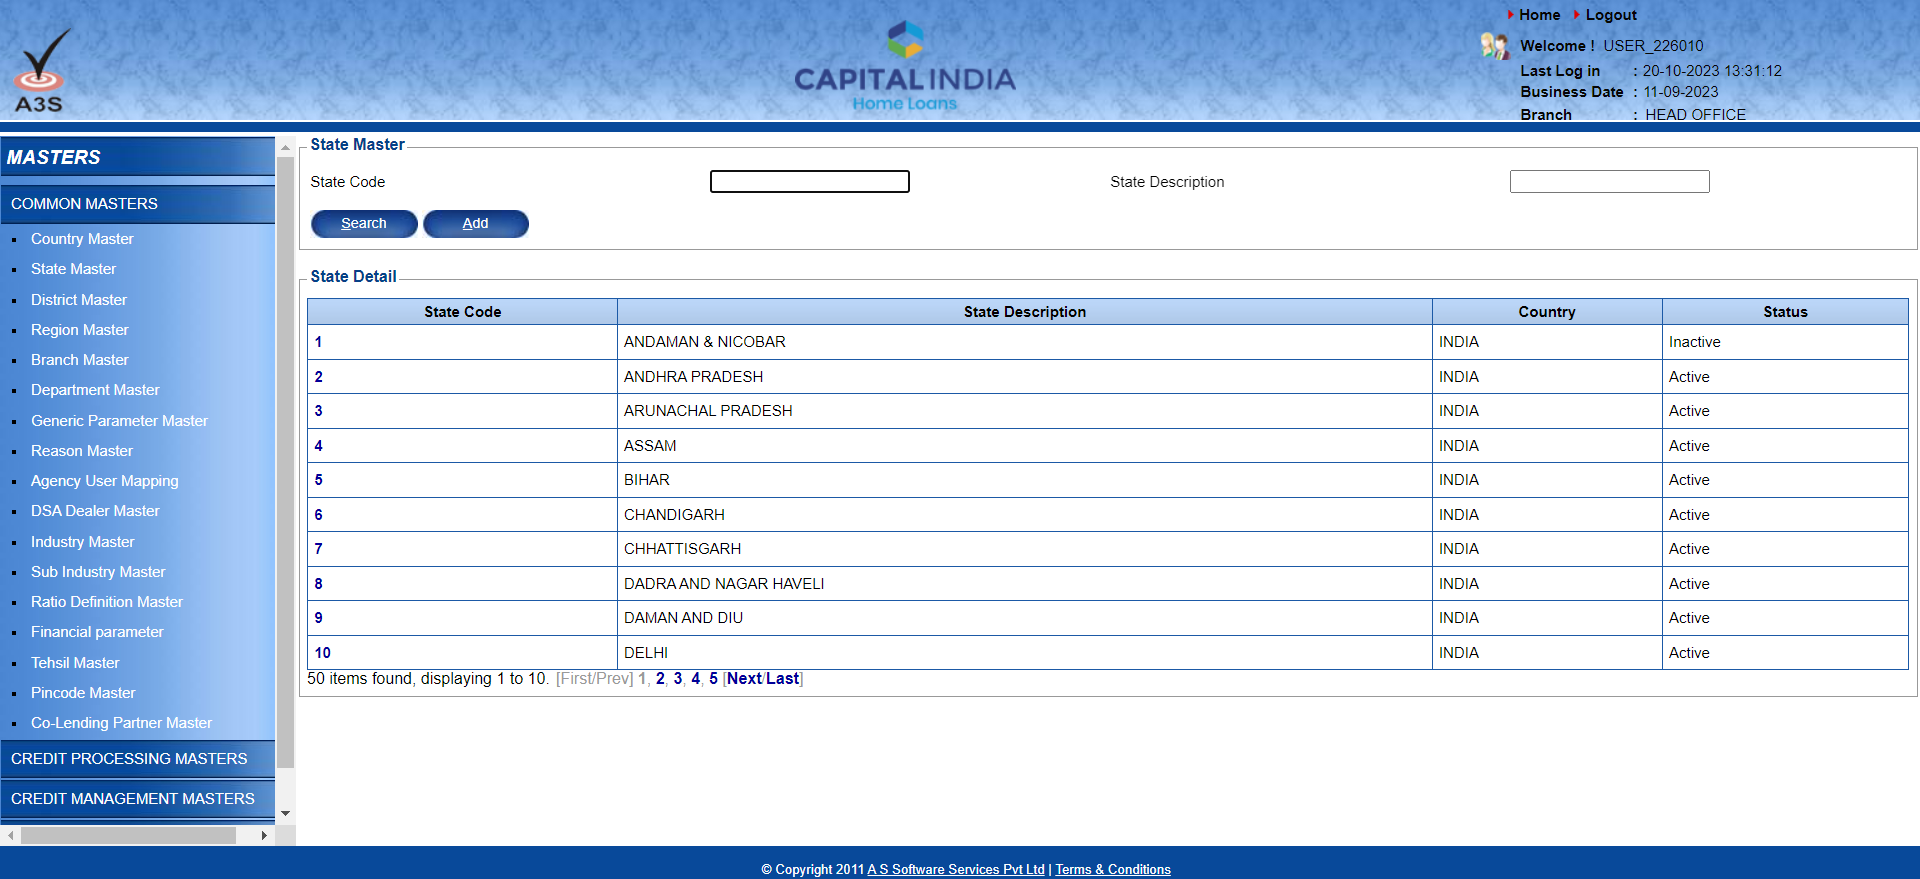 A3S
CAPITALINDIA
Home Loans
Home Logout
Welcome ! USER_226010
Last Log in : 20-10-2023 13:31:12
Business Date : 11-09-2023
Branch : HEAD OFFICE
MASTERS
COMMON MASTERS
Country Master
State Master
District Master
Region Master
Branch Master
Department Master
Generic Parameter Master
Reason Master
Agency User Mapping
DSA Dealer Master
Industry Master
Sub Industry Master
Ratio Definition Master
Financial parameter
Tehsil Master
Pincode Master
Co-Lending Partner Master
CREDIT PROCESSING MASTERS
CREDIT MANAGEMENT MASTERS
State Master
State Code State Description
Search Add
State Detail
State Code State Description Country Status
1 ANDAMAN & NICOBAR INDIA Inactive
2 ANDHRA PRADESH INDIA Active
3 ARUNACHAL PRADESH INDIA Active
4 ASSAM INDIA Active
5 BIHAR INDIA Active
6 CHANDIGARH INDIA Active
7 CHHATTISGARH INDIA Active
8 DADRA AND NAGAR HAVELI INDIA Active
9 DAMAN AND DIU INDIA Active
10 DELHI INDIA Active
50 items found, displaying 1 to 10. [First/Prev] 1, 2, 3, 4, 5 [Next/Last]
© Copyright 2011 A S Software Services Pvt Ltd | Terms & Conditions